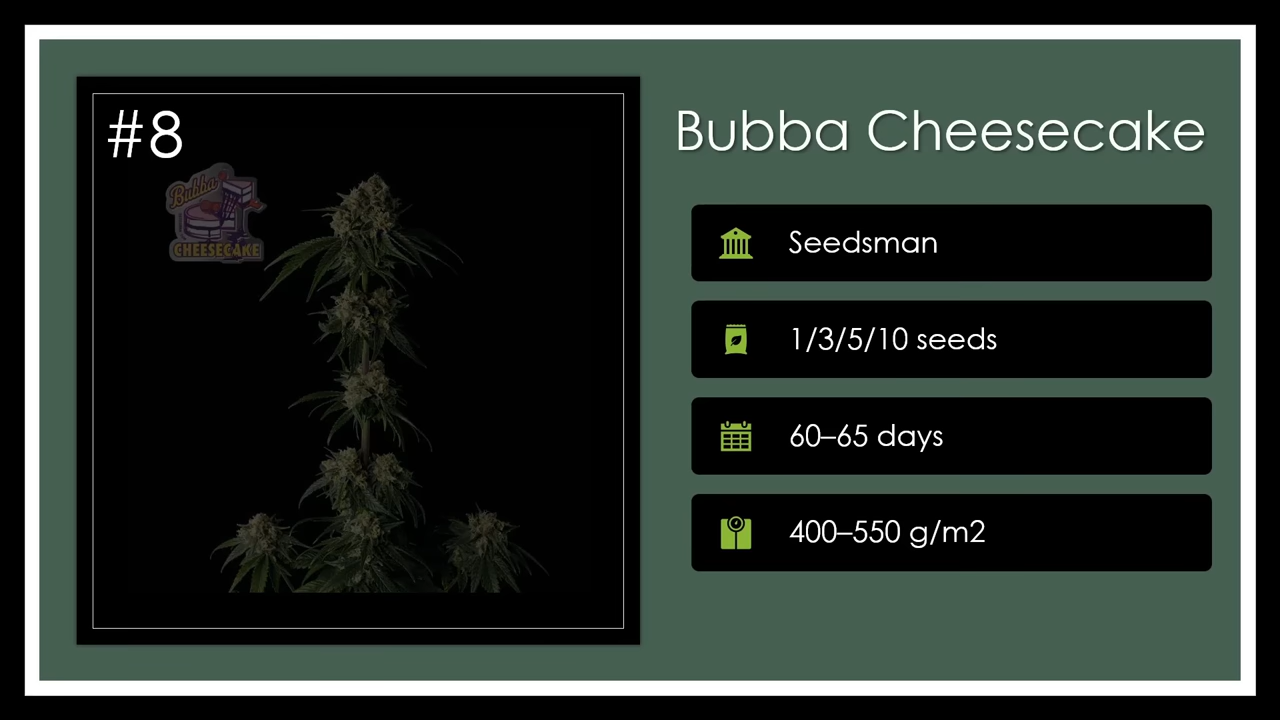 #8
Bubba
CHEESECAKE
Bubba Cheesecake
Seedsman
1/3/5/10 seeds
60–65 days
400–550 g/m2